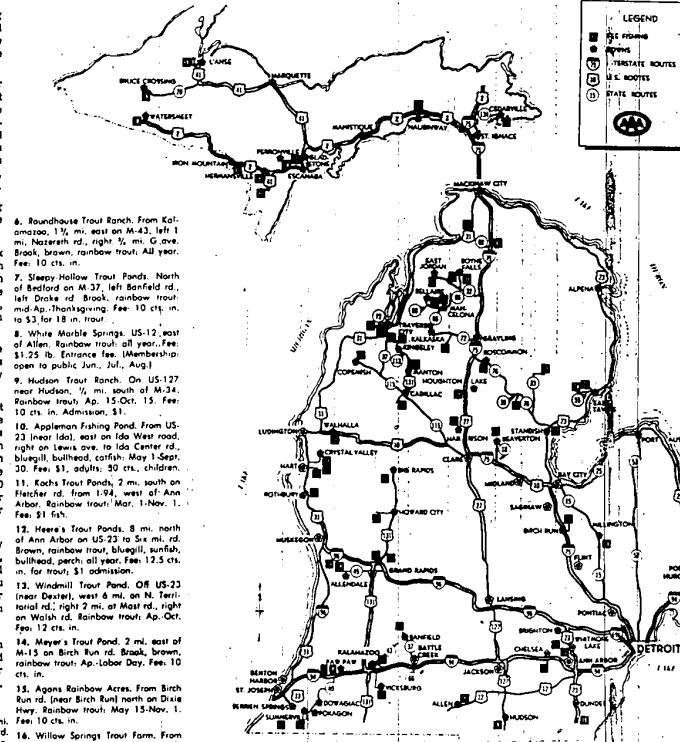 6. Roundhouse Trout Ranch. From Kal-
amazoo, 1¾ mi. east on M-43, left 1
mi, Nazareth rd., right ¾ mi. G ave.
Brook, brown, rainbow trout; All year.
Fee: 10 cts. in.
7. Sleepy-Hollow Trout Ponds. North
of Bedford on M-37, left Banfield rd.,
left Drake rd Brook, rainbow trout;
mid-Ap.-Thanksgiving. Fee: 10 cts. in.
to $3 for 18 in. trout
8. White Marble Springs. US-12 east
of Allen. Rainbow trout; all year. Fee:
$1.25 lb. Entrance fee. (Membership;
open to public Jun., Jul., Aug.)
9. Hudson Trout Ranch. On US-127
near Hudson, ½ mi. south of M-34.
Rainbow trout; Ap. 15-Oct. 15. Fee:
10 cts. in. Admission, $1.
10. Appleman Fishing Pond. From US-
23 (near Ida), east on Ida West road,
right on Lewis ave. to Ida Center rd.,
bluegill, bullhead, catfish; May 1-Sept.
30. Fee: $1, adults; 50 cts., children.
11. Kochs Trout Ponds, 2 mi. south on
Fletcher rd. from I-94, west of Ann
Arbor. Rainbow trout; Mar. 1-Nov. 1.
Fee: $1 fish.
12. Heere's Trout Ponds. 8 mi. north
of Ann Arbor on US-23 to Six mi. rd.
Brown, rainbow trout, bluegill, sunfish,
bullhead, perch; all year. Fee: 12.5 cts.
in. for trout; $1 admission.
13. Windmill Trout Pond. Off US-23
(near Dexter), west 6 mi. on N. Terri-
torial rd.; right 2 mi. at Mast rd., right
on Walsh rd. Rainbow trout; Ap.-Oct.
Fee: 12 cts. in.
14. Meyer's Trout Pond. 2 mi. east of
M-15 on Birch Run rd. Brook, brown,
rainbow trout; Ap.-Labor Day. Fee: 10
cts. in.
15. Agons Rainbow Acres. From Birch
Run rd. (near Birch Run) north on Dixie
Hwy. Rainbow trout; May 15-Nov. 1.
Fee: 10 cts. in.
16. Willow Springs Trout Farm. From
LEGEND
FEE FISHING
TOWNS
INTERSTATE ROUTES
U.S. ROUTES
STATE ROUTES
AAA
L'ANSE
BRUCE CROSSING
MARQUETTE
WATERSMEET
CEDARVILLE
MANISTIQUE
NAUBINWAY
ST. IGNACE
PERRONVILLE
GLAD-
STONE
IRON MOUNTAIN
HERMANSVILLE
ESCANABA
MACKINAW CITY
EAST
JORDAN
BOYNE
FALLS
BELLAIRE
MAN-
CELONA
ALPENA
HURON
TRAVERSE
CITY
KALKASKA
GRAYLING
KINGSLEY
ROSCOMMON
COPEMISH
MANTON
HOUGHTON
LAKE
CADILLAC
MICHIGAN
LUDINGTON
WALHALLA
HARRISON
STANDISH
BEAVERTON
CRYSTAL VALLEY
HART
BIG RAPIDS
CLARE
MIDLAND
BAY CITY
ROTHBURY
SAGINAW
HOWARD CITY
BIRCH RUN
MILLINGTON
MUSKEGON
FLINT
ALLENDALE
GRAND RAPIDS
LANSING
PONTIAC
BRIGHTON
WHITMORE
LAKE
DETROIT
BANFIELD
BATTLE
CREEK
CHELSEA
ANN ARBOR
KALAMAZOO
PAW PAW
JACKSON
BENTON
HARBOR
ST. JOSEPH
VICKSBURG
DOWAGIAC
BERRIEN SPRINGS
POKAGON
SUMNERVILLE
ALLEN
HUDSON
DUNDEE